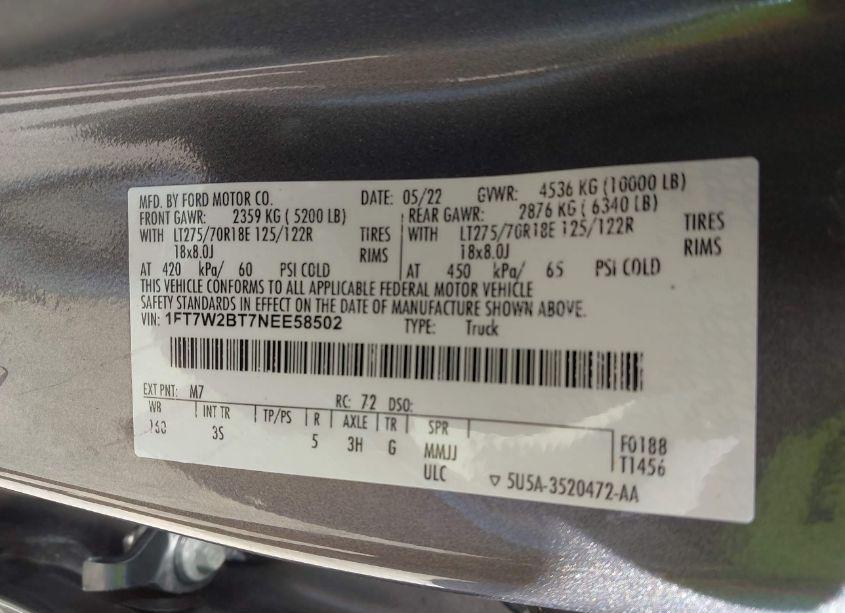 MFD. BY FORD MOTOR CO. DATE: 05/22 GVWR: 4536 KG (10000 LB)
FRONT GAWR: 2359 KG ( 5200 LB) REAR GAWR: 2876 KG ( 6340 LB)
WITH LT275/70R18E 125/122R TIRES WITH LT275/70R18E 125/122R TIRES
18x8.0J RIMS 18x8.0J RIMS
AT 420 kPa/ 60 PSI COLD AT 450 kPa/ 65 PSI COLD
THIS VEHICLE CONFORMS TO ALL APPLICABLE FEDERAL MOTOR VEHICLE
SAFETY STANDARDS IN EFFECT ON THE DATE OF MANUFACTURE SHOWN ABOVE.
VIN: 1FT7W2BT7NEE58502 TYPE: Truck
EXT PNT: M7 RC: 72 DSO:
WB INT TR TP/PS R AXLE TR SPR
160 3S 5 3H G MMJJ F0188
ULC T1456
▽ 5U5A-3520472-AA